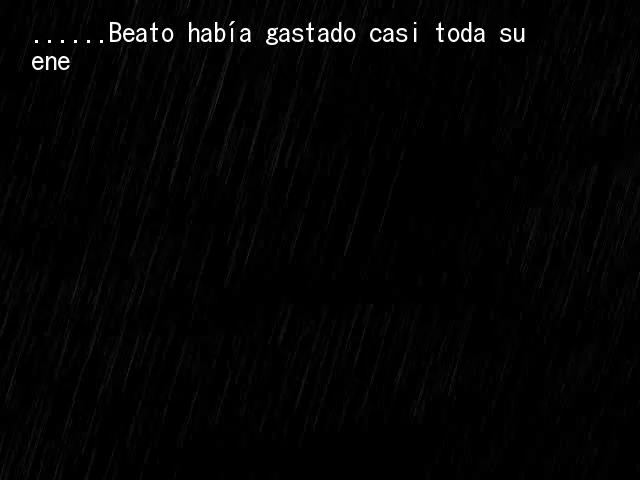 ......Beato había gastado casi toda su
ene